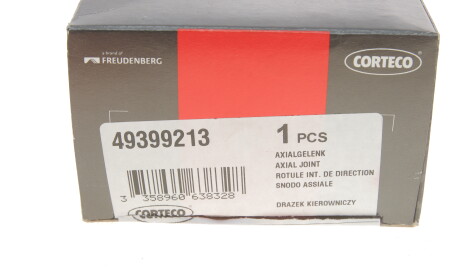 a brand of
FREUDENBERG
CORTECO
49399213
1 PCS
AXIALGELENK
AXIAL JOINT
ROTULE INT. DE DIRECTION
SNODO ASSIALE
3 358960 638328
CORTECO
DRAZEK KIEROWNICZY